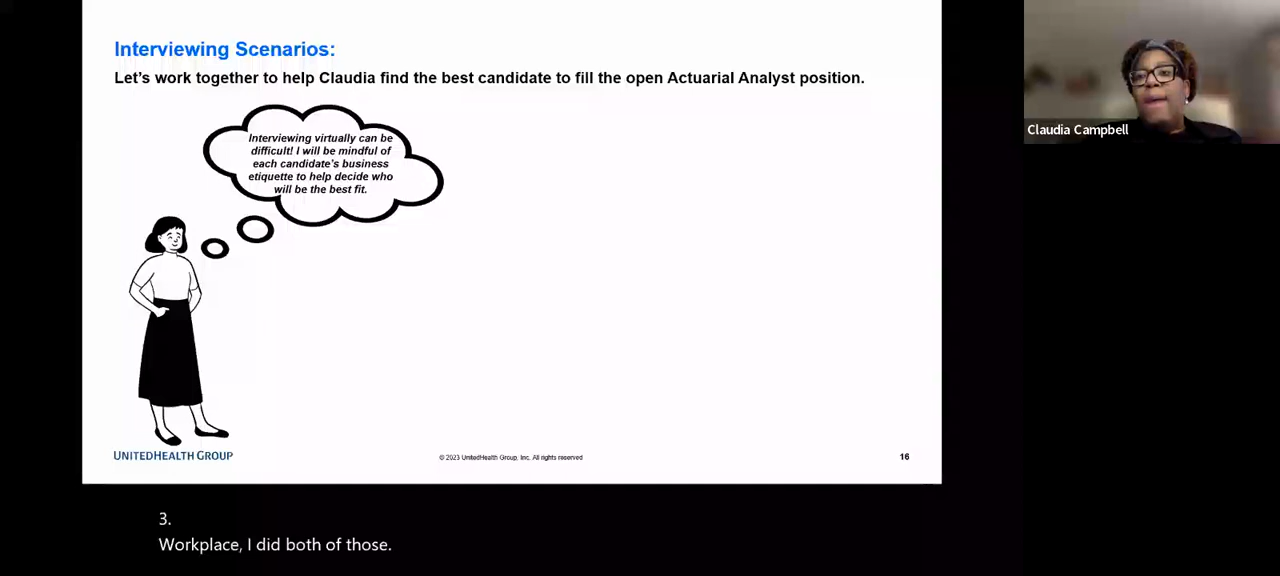 Interviewing Scenarios:
Let's work together to help Claudia find the best candidate to fill the open Actuarial Analyst position.
Interviewing virtually can be
difficult! I will be mindful of
each candidate's business
etiquette to help decide who
will be the best fit.
Claudia Campbell
UNITEDHEALTH GROUP
© 2023 UnitedHealth Group, Inc. All rights reserved
16
3.
Workplace, I did both of those.